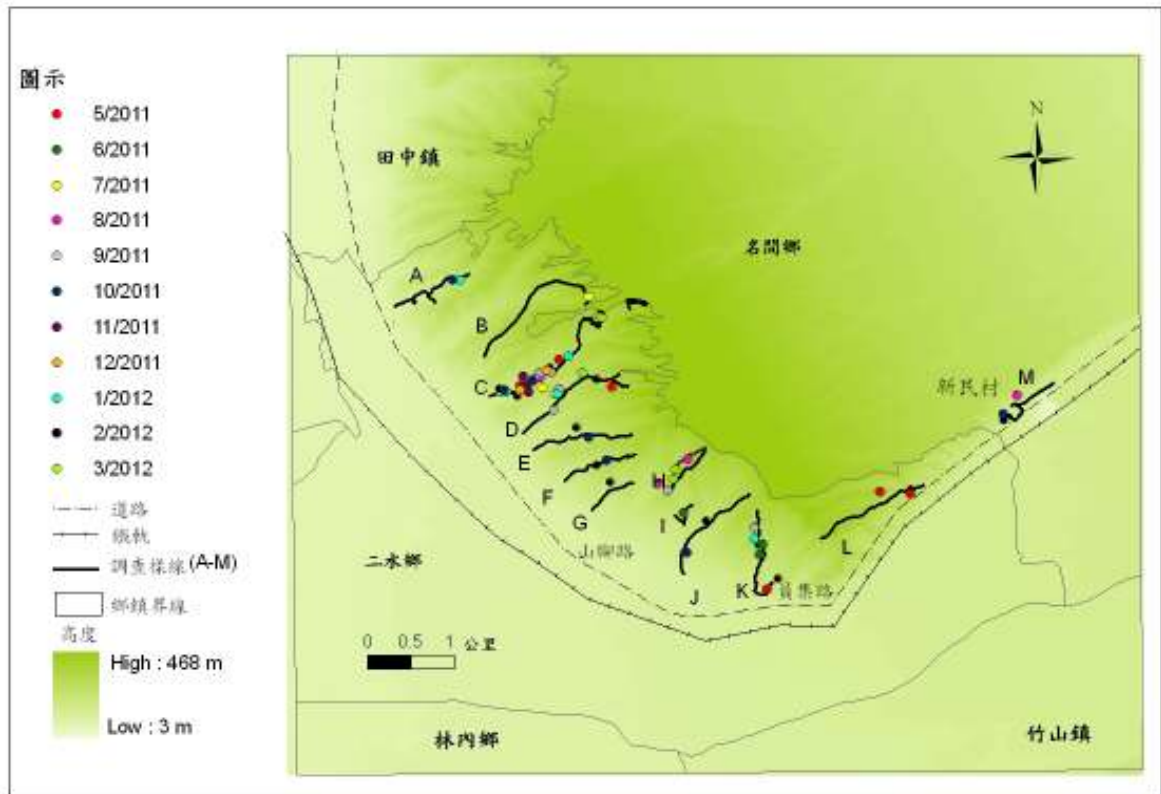 圖示
5/2011
6/2011
7/2011
8/2011
9/2011
10/2011
11/2011
12/2011
1/2012
2/2012
3/2012
道路
鐵軌
調查樣線(A-M)
鄉鎮界線
高度
High : 468 m
Low : 3 m
N
田中鎮
名間鄉
A
B
C
D
E
F
G
H
I
J
K
L
M
新民村
山腳路
員集路
二水鄉
0 0.5 1 公里
林內鄉
竹山鎮